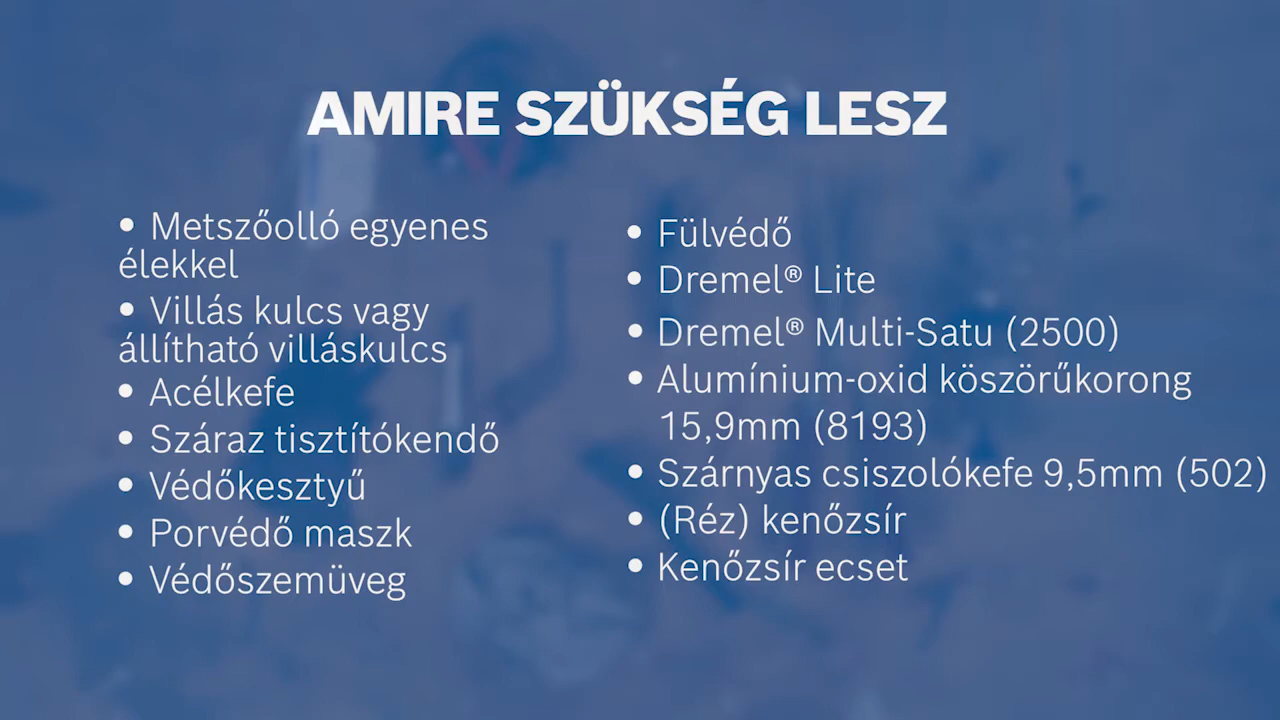 AMIRE SZÜKSÉG LESZ
• Metszőolló egyenes
élekkel
• Villás kulcs vagy
állítható villáskulcs
• Acélkefe
• Száraz tisztítókendő
• Védőkesztyű
• Porvédő maszk
• Védőszemüveg
• Fülvédő
• Dremel® Lite
• Dremel® Multi-Satu (2500)
• Alumínium-oxid köszörűkorong
15,9mm (8193)
• Szárnyas csiszolókefe 9,5mm (502)
• (Réz) kenőzsír
• Kenőzsír ecset